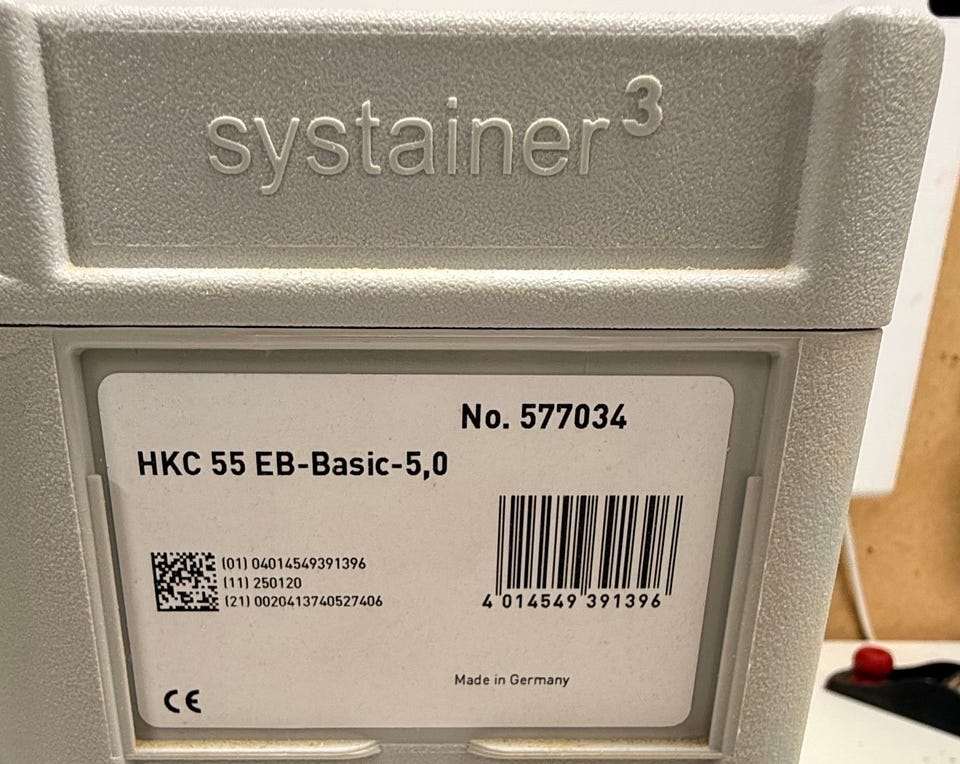 systainer³
No. 577034
HKC 55 EB-Basic-5,0
(01) 04014549391396
(11) 250120
(21) 0020413740527406
4 014549 391396
Made in Germany
CE